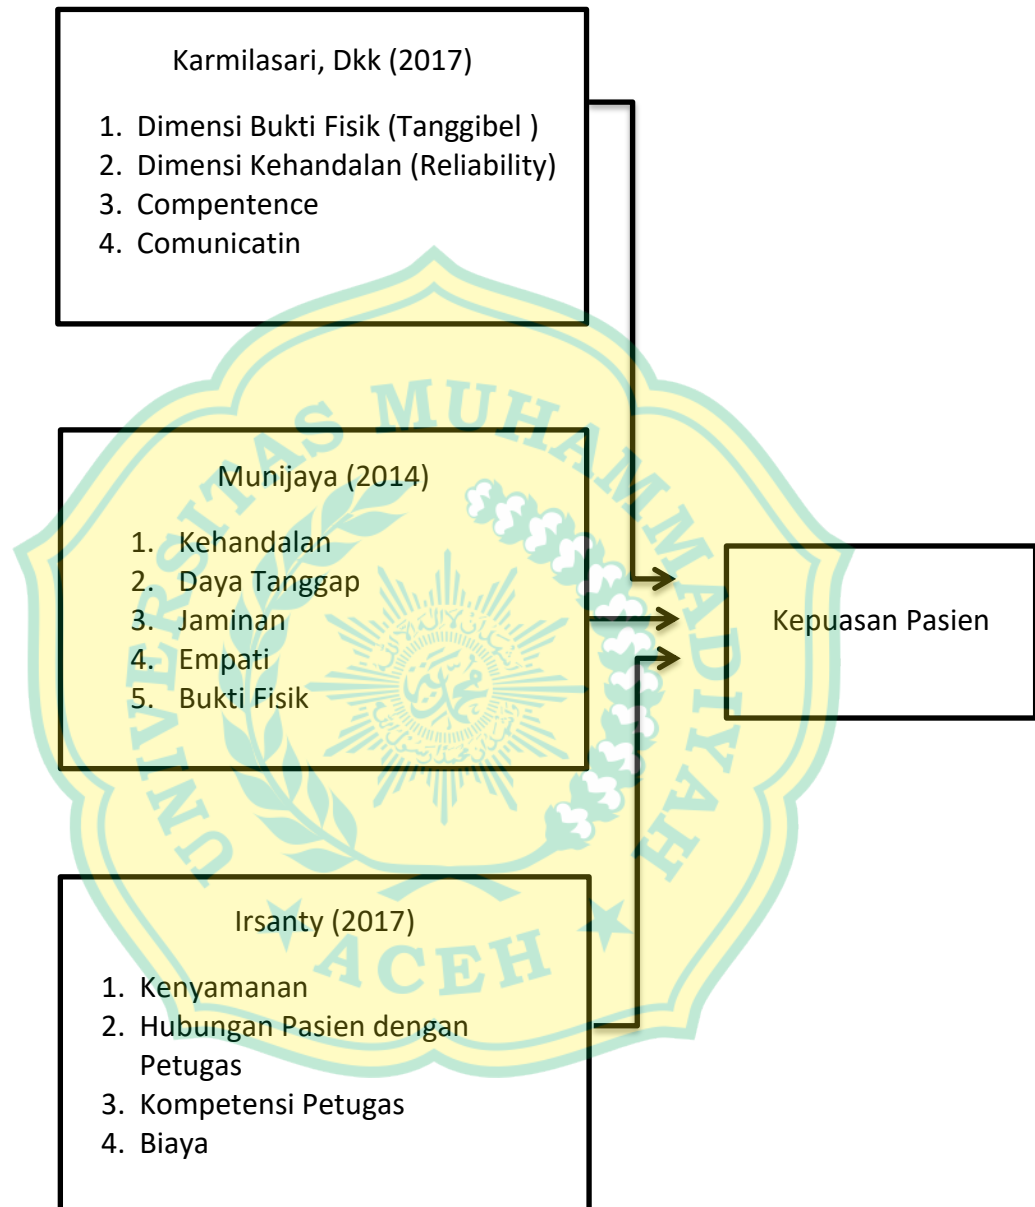 Karmilasari, Dkk (2017)
1. Dimensi Bukti Fisik (Tanggibel )
2. Dimensi Kehandalan (Reliability)
3. Compentence
4. Comunicatin
Munijaya (2014)
1. Kehandalan
2. Daya Tanggap
3. Jaminan
4. Empati
5. Bukti Fisik
Kepuasan Pasien
Irsanty (2017)
1. Kenyamanan
2. Hubungan Pasien dengan
Petugas
3. Kompetensi Petugas
4. Biaya
UNIVERSITAS MUHAMMADIYAH
ACEH